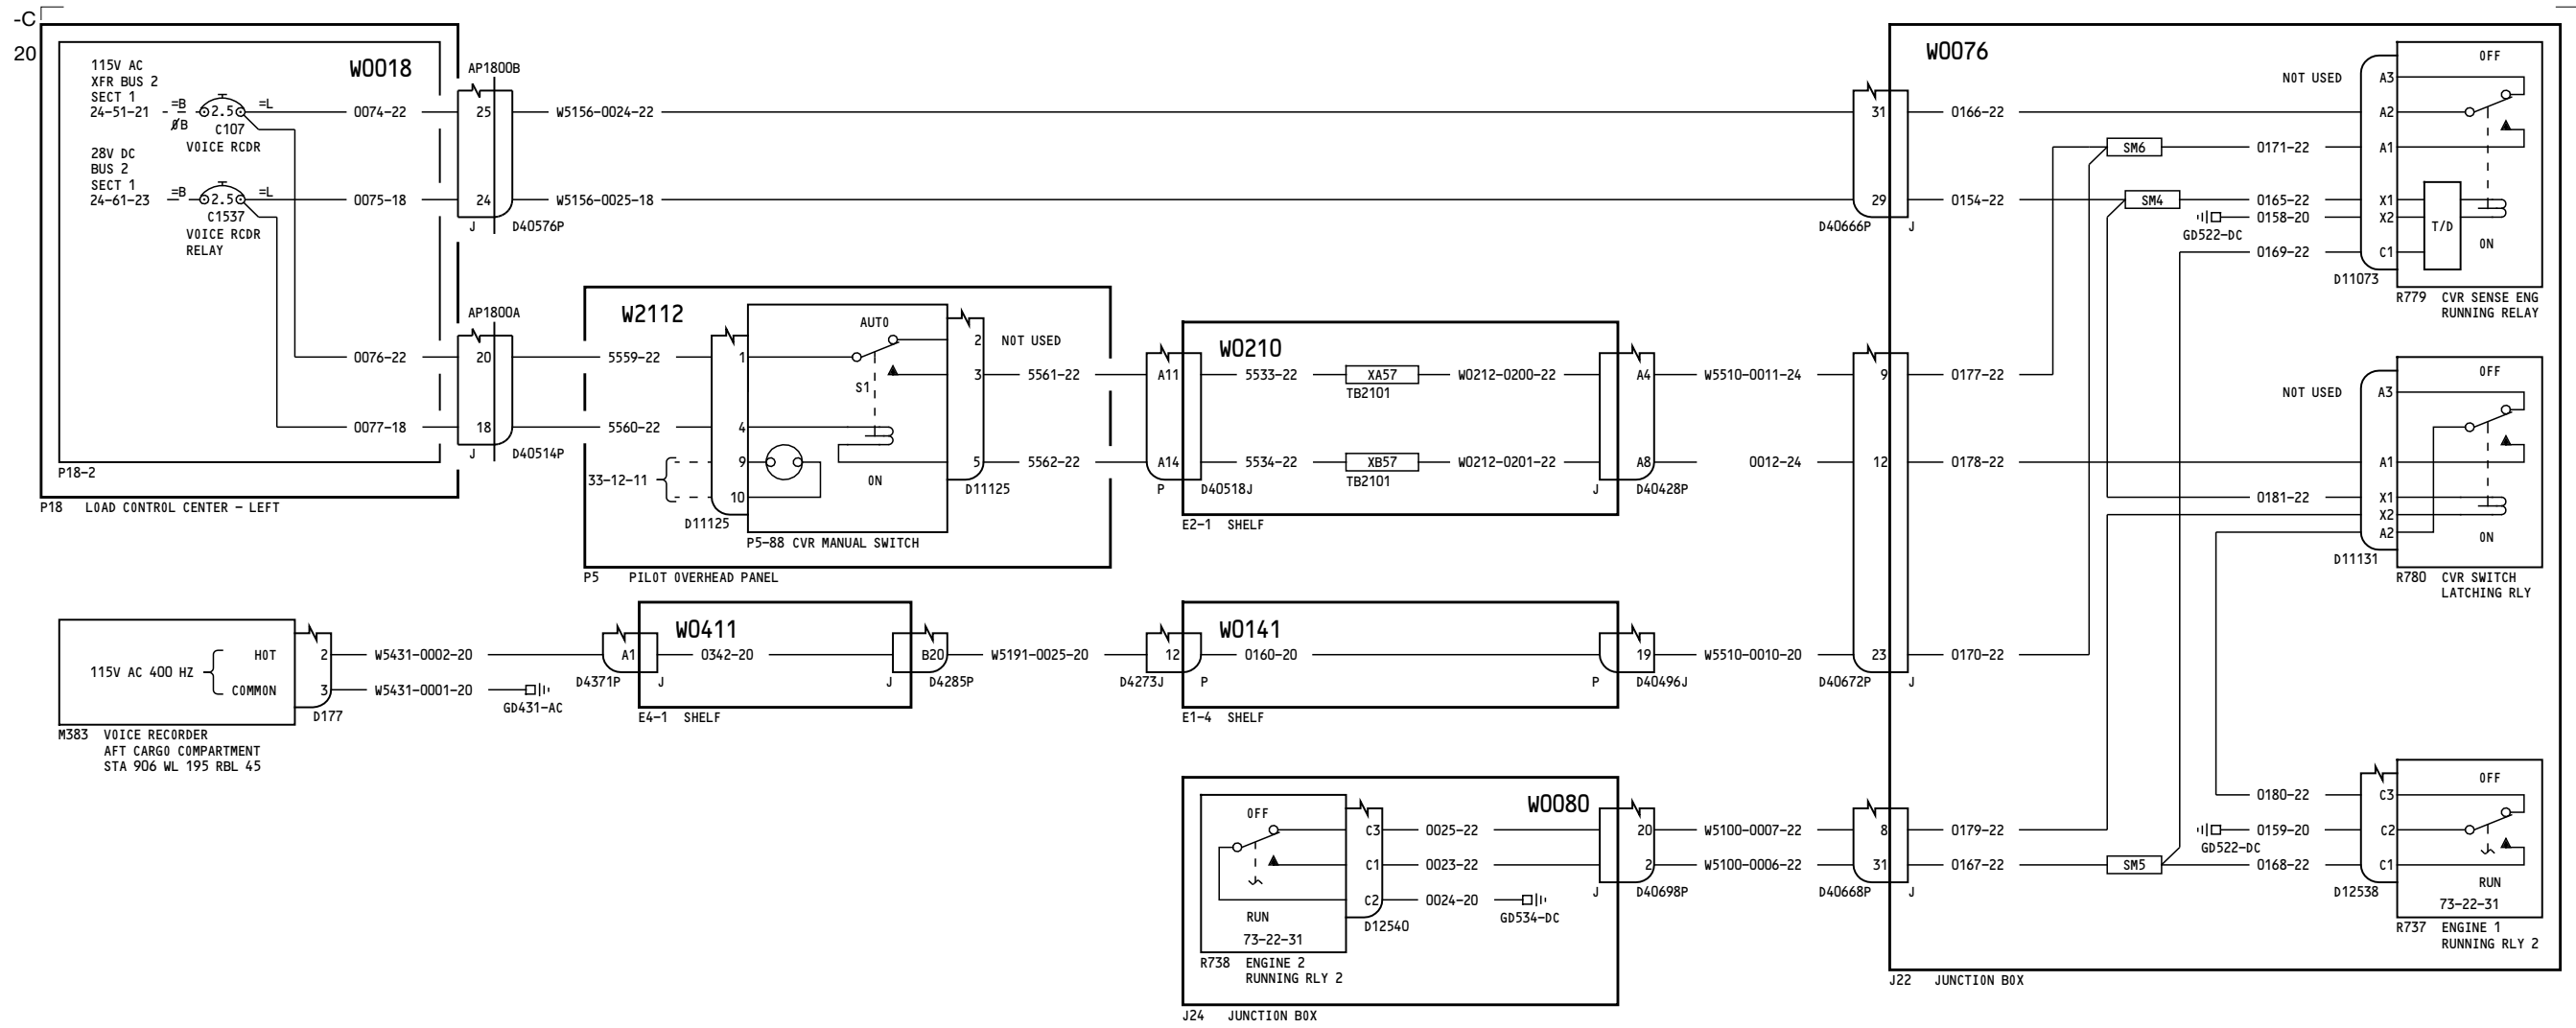 -C
20
W0018
115V AC
XFR BUS 2
SECT 1
24-51-21
=B
ØB
2.5
=L
C107
VOICE RCDR
28V DC
BUS 2
SECT 1
24-61-23
=B
2.5
=L
C1537
VOICE RCDR
RELAY
0074-22
0075-18
0076-22
0077-18
P18-2
P18 LOAD CONTROL CENTER - LEFT
AP1800B
25
24
J
D40576P
W5156-0024-22
W5156-0025-18
AP1800A
20
18
J
D40514P
W2112
5559-22
5560-22
33-12-11
1
4
9
10
D11125
AUTO
S1
ON
2
3
5
D11125
NOT USED
5561-22
5562-22
P5-88 CVR MANUAL SWITCH
P5 PILOT OVERHEAD PANEL
A11
A14
P
D40518J
W0210
5533-22
XA57
TB2101
W0212-0200-22
5534-22
XB57
TB2101
W0212-0201-22
A4
A8
J
D40428P
E2-1 SHELF
W5510-0011-24
0012-24
115V AC 400 HZ
HOT
COMMON
2
3
D177
M383 VOICE RECORDER
AFT CARGO COMPARTMENT
STA 906 WL 195 RBL 45
W5431-0002-20
W5431-0001-20
GD431-AC
A1
D4371P
J
W0411
0342-20
B20
J
D4285P
E4-1 SHELF
W5191-0025-20
12
D4273J
P
W0141
0160-20
19
P
D40496J
E1-4 SHELF
W5510-0010-20
W0080
OFF
RUN
73-22-31
R738 ENGINE 2
RUNNING RLY 2
C3
C1
C2
D12540
0025-22
0023-22
0024-20
GD534-DC
20
2
J
D40698P
J24 JUNCTION BOX
W5100-0007-22
W5100-0006-22
W0076
31
29
D40666P
J
0166-22
0154-22
9
12
23
D40672P
J
0177-22
0178-22
0170-22
8
31
D40668P
J
0179-22
0167-22
SM6
SM4
SM5
NOT USED
0171-22
0165-22
0158-20
GD522-DC
0169-22
A3
A2
A1
X1
X2
C1
D11073
OFF
T/D
ON
R779 CVR SENSE ENG
RUNNING RELAY
NOT USED
0181-22
A3
A1
X1
X2
A2
D11131
OFF
ON
R780 CVR SWITCH
LATCHING RLY
0180-22
0159-20
GD522-DC
0168-22
C3
C2
C1
D12538
OFF
RUN
73-22-31
R737 ENGINE 1
RUNNING RLY 2
J22 JUNCTION BOX